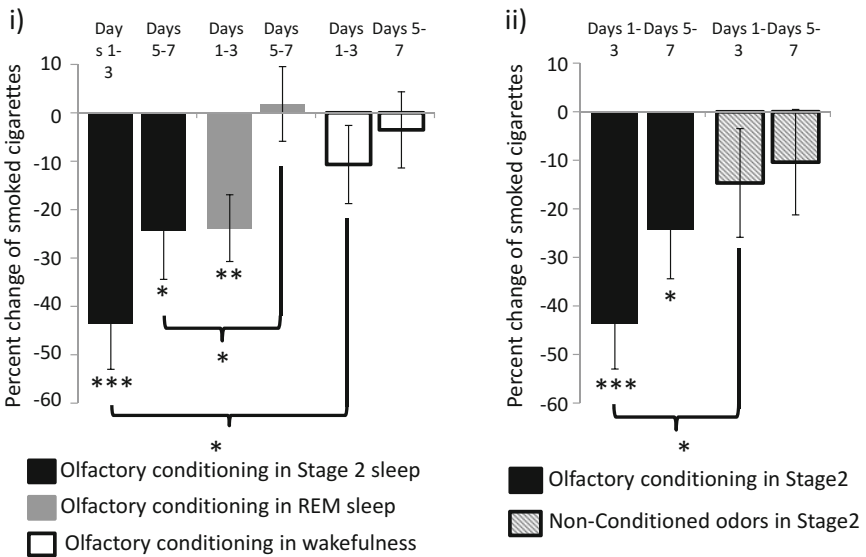 i)
Day
s 1-
3
Days
5-7
Days
1-3
Days
5-7
Days
1-3
Days 5-
7
Percent change of smoked cigarettes
10
0
-10
-20
-30
-40
-50
-60
***
*
**
*
*
Olfactory conditioning in Stage 2 sleep
Olfactory conditioning in REM sleep
Olfactory conditioning in wakefulness
ii)
Days 1-
3
Days 5-
7
Days 1-
3
Days 5-
7
Percent change of smoked cigarettes
10
0
-10
-20
-30
-40
-50
-60
***
*
*
Olfactory conditioning in Stage2
Non-Conditioned odors in Stage2